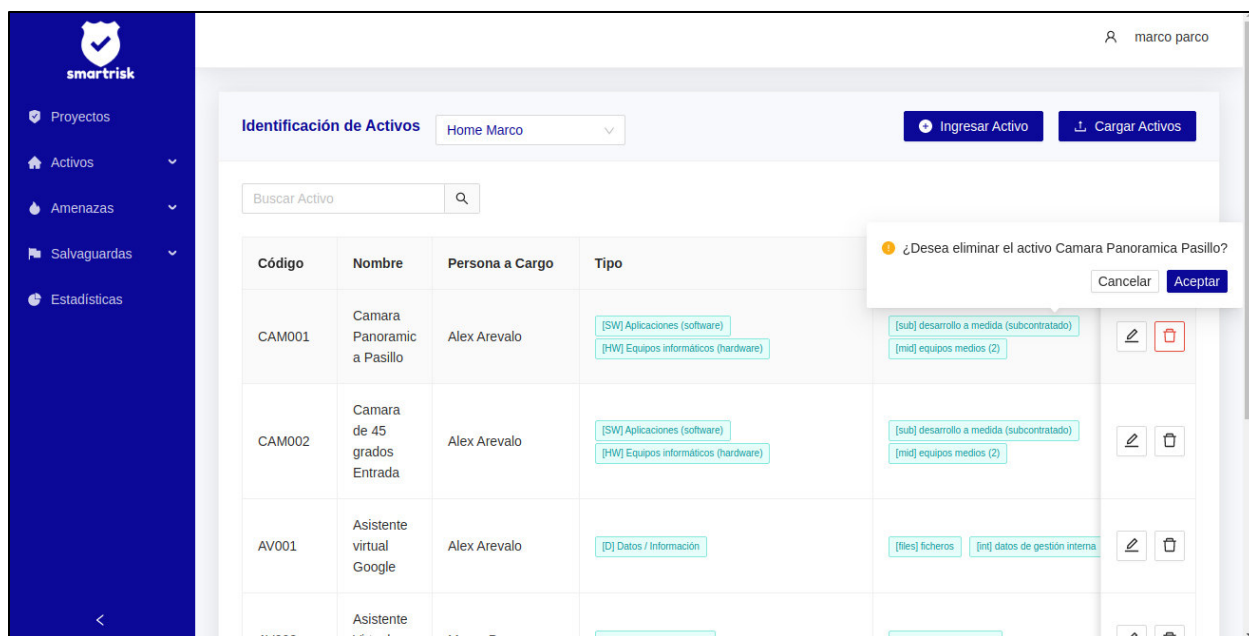 smartrisk
marco parco
Proyectos
Activos
Amenazas
Salvaguardas
Estadísticas
Identificación de Activos
Home Marco
Ingresar Activo
Cargar Activos
Buscar Activo
¿Desea eliminar el activo Camara Panoramica Pasillo?
Cancelar
Aceptar
Código
Nombre
Persona a Cargo
Tipo
CAM001
Camara
Panoramic
a Pasillo
Alex Arevalo
[SW] Aplicaciones (software)
[HW] Equipos informáticos (hardware)
[sub] desarrollo a medida (subcontratado)
[mid] equipos medios (2)
CAM002
Camara
de 45
grados
Entrada
Alex Arevalo
[SW] Aplicaciones (software)
[HW] Equipos informáticos (hardware)
[sub] desarrollo a medida (subcontratado)
[mid] equipos medios (2)
AV001
Asistente
virtual
Google
Alex Arevalo
[D] Datos / Información
[files] ficheros
[int] datos de gestión interna
Asistente